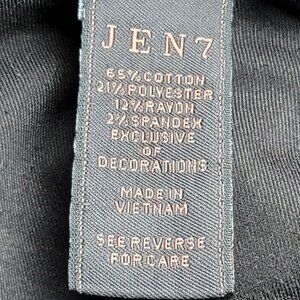 JEN7
65% COTTON
21% POLYESTER
12% RAYON
2% SPANDEX
EXCLUSIVE
OF
DECORATIONS
MADE IN
VIETNAM
SEE REVERSE
FOR CARE